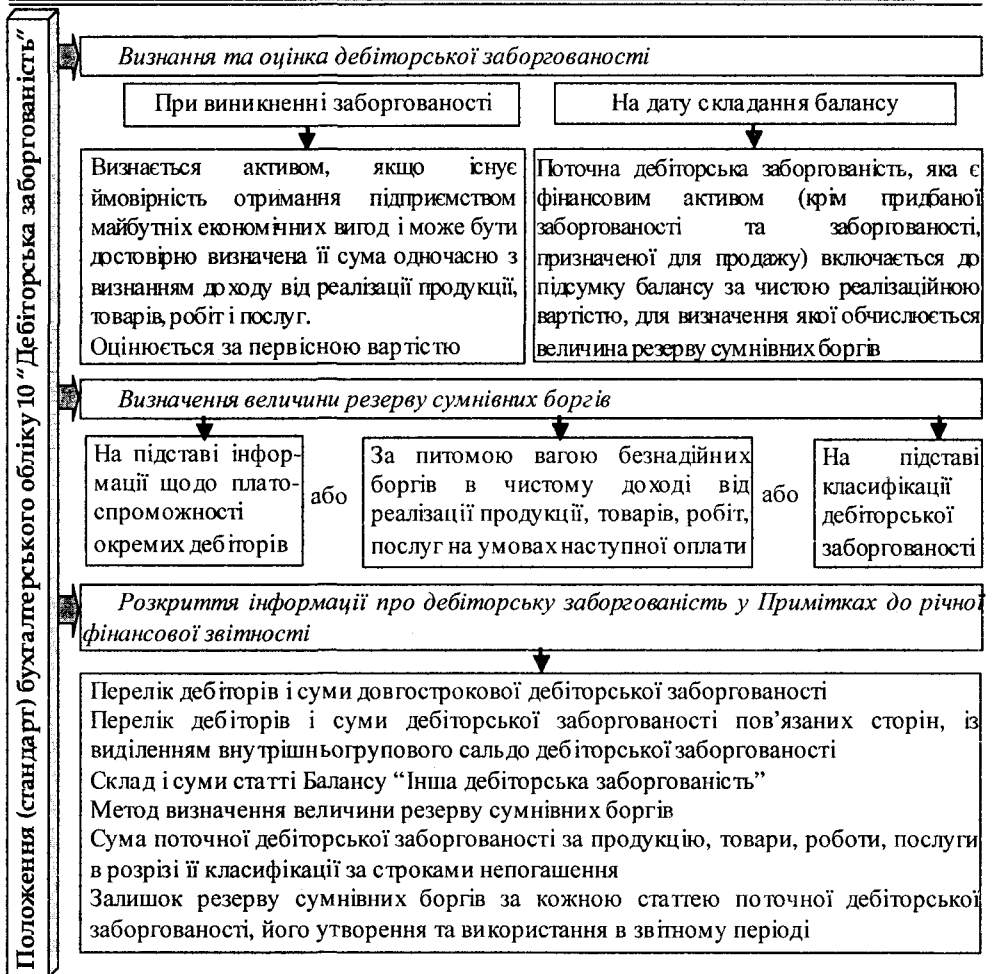 Положення (стандарт) бухгалтерського обліку 10 “Дебіторська заборгованість”
Визнання та оцінка дебіторської заборгованості
При виникненні заборгованості
Визнається активом, якщо існує
ймовірність отримання підприємством
майбутніх економічних вигод і може бути
достовірно визначена її сума одночасно з
визнанням доходу від реалізації продукції,
товарів, робіт і послуг.
Оцінюється за первісною вартістю
На дату складання балансу
Поточна дебіторська заборгованість, яка є
фінансовим активом (крім придбаної
заборгованості та заборгованості,
призначеної для продажу) включається до
підсумку балансу за чистою реалізаційною
вартістю, для визначення якої обчислюється
величина резерву сумнівних боргів
Визначення величини резерву сумнівних боргів
На підставі інфор-
мації щодо плато-
спроможності
окремих дебіторів
або
За питомою вагою безнадійних
боргів в чистому доході від
реалізації продукції, товарів, робіт,
послуг на умовах наступної оплати
або
На підставі
класифікації
дебіторської
заборгованості
Розкриття інформації про дебіторську заборгованість у Примітках до річної
фінансової звітності
Перелік дебіторів і суми довгострокової дебіторської заборгованості
Перелік дебіторів і суми дебіторської заборгованості пов’язаних сторін, із
виділенням внутрішньогрупового сальдо дебіторської заборгованості
Склад і суми статті Балансу “Інша дебіторська заборгованість”
Метод визначення величини резерву сумнівних боргів
Сума поточної дебіторської заборгованості за продукцію, товари, роботи, послуги
в розрізі її класифікації за строками непогашення
Залишок резерву сумнівних боргів за кожною статтею поточної дебіторської
заборгованості, його утворення та використання в звітному періоді